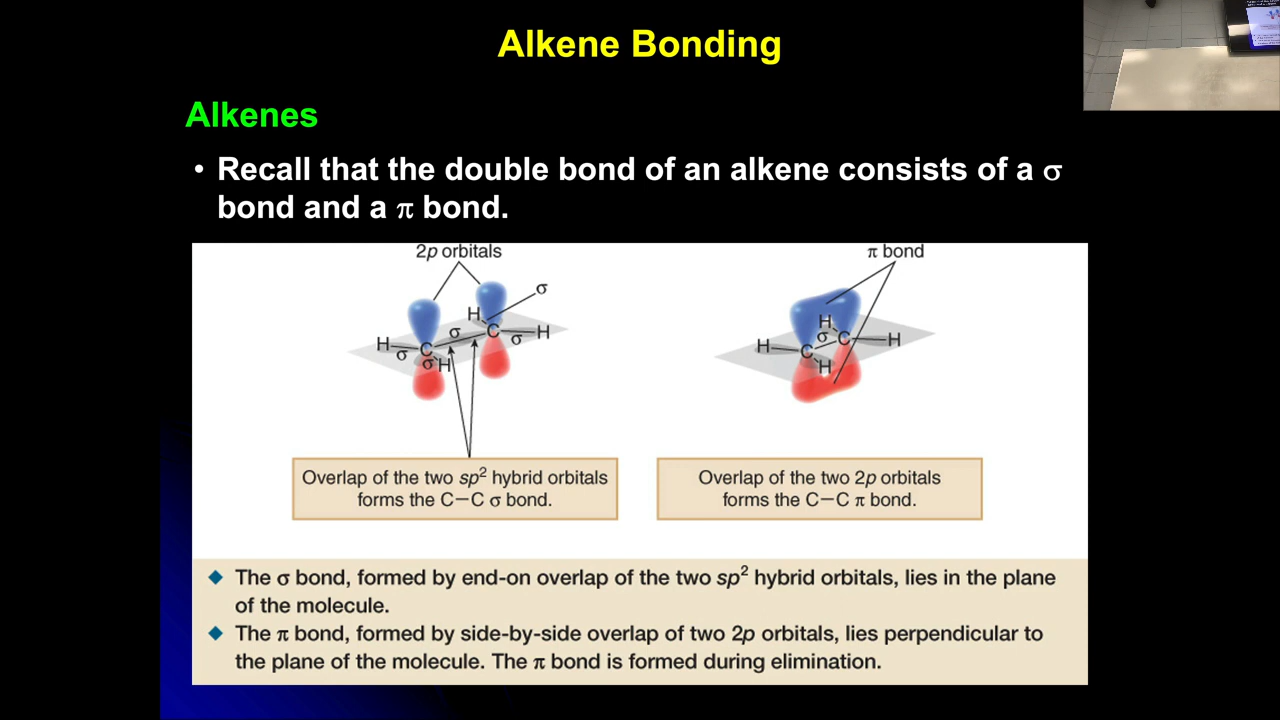 Alkene Bonding
Alkenes
• Recall that the double bond of an alkene consists of a σ
bond and a π bond.
2p orbitals
π bond
σ
H
C
σ
H
σ
H
σ
C
σ
H
H
σ
C
H
H
C
H
Overlap of the two sp² hybrid orbitals
forms the C−C σ bond.
Overlap of the two 2p orbitals
forms the C−C π bond.
◆ The σ bond, formed by end-on overlap of the two sp² hybrid orbitals, lies in the plane
of the molecule.
◆ The π bond, formed by side-by-side overlap of two 2p orbitals, lies perpendicular to
the plane of the molecule. The π bond is formed during elimination.